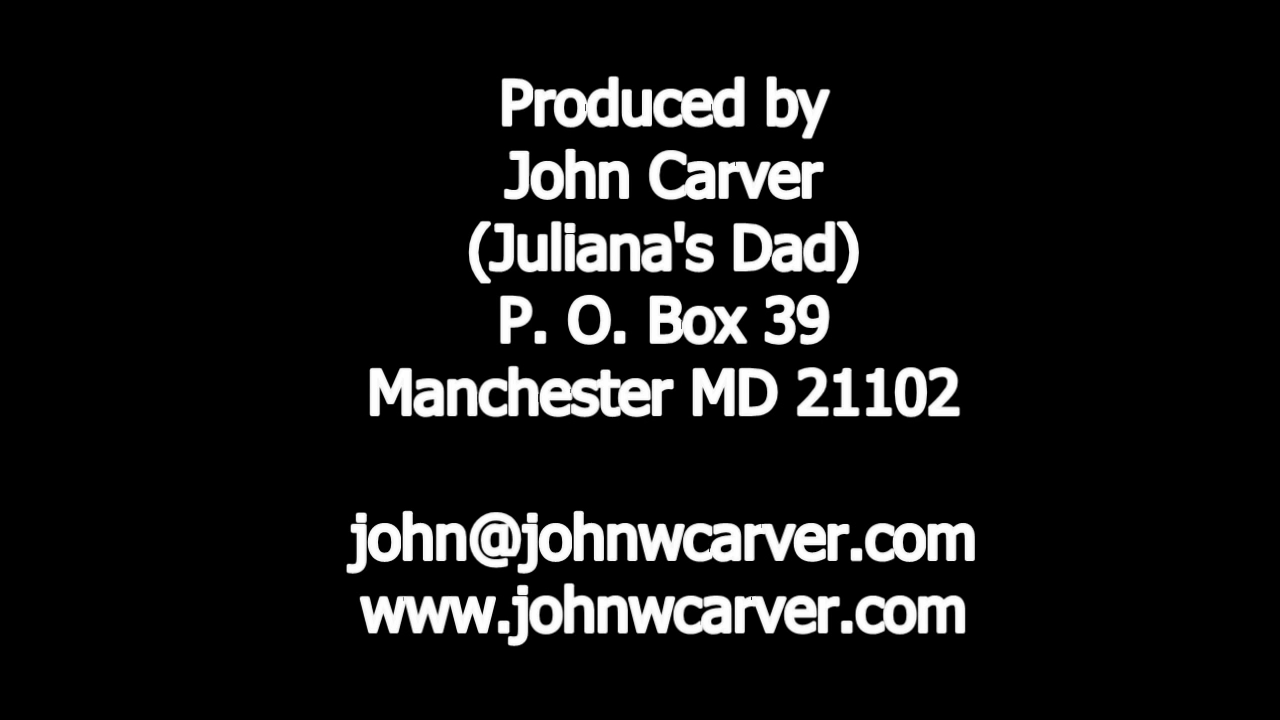 Produced by
John Carver
(Juliana's Dad)
P. O. Box 39
Manchester MD 21102
john@johnwcarver.com
www.johnwcarver.com